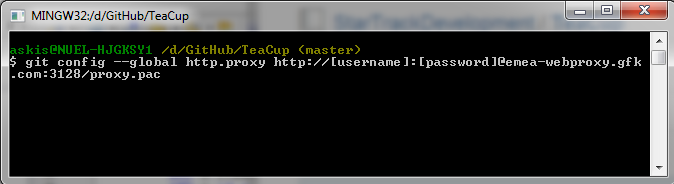 MINGW32:/d/GitHub/TeaCup
askis@NUEL-HJGKSY1 /d/GitHub/TeaCup (master)
$ git config --global http.proxy http://[username]:[password]@emea-webproxy.gfk
.com:3128/proxy.pac